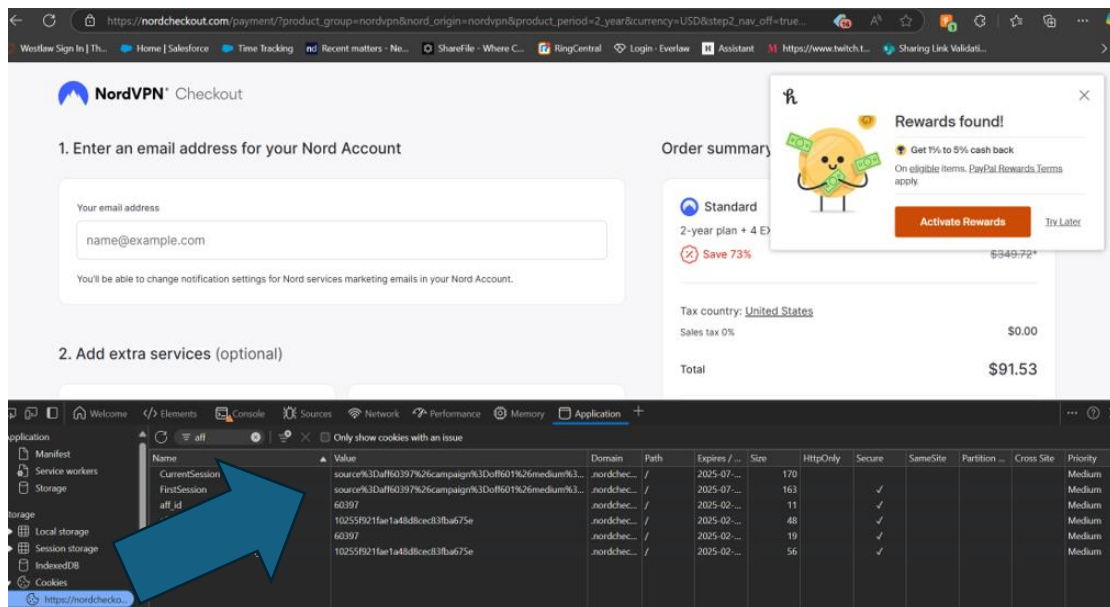 https://nordcheckout.com/payment/?product_group=nordvpn&nord_origin=nordvpn&product_period=2_year&currency=USD&step2_nav_off=true...
Westlaw Sign In | Th... Home | Salesforce Time Tracking nd Recent matters - Ne... ShareFile - Where C... RingCentral Login · Everlaw H Assistant M https://www.twitch.t... Sharing Link Validati...
NordVPN® Checkout
h
Rewards found!
Get 1% to 5% cash back
On eligible items. PayPal Rewards Terms
apply.
Activate Rewards Try Later
1. Enter an email address for your Nord Account
Your email address
name@example.com
You'll be able to change notification settings for Nord services marketing emails in your Nord Account.
2. Add extra services (optional)
Order summary
Standard
2-year plan + 4 EX
Save 73% $349.72*
Tax country: United States
Sales tax 0% $0.00
Total $91.53
Welcome </> Elements Console Sources Network Performance Memory Application + ... ?
pplication
Manifest
Service workers
Storage
torage
Local storage
Session storage
IndexedDB
Cookies
https://nordchecko...
aff Only show cookies with an issue
Name Value Domain Path Expires / ... Size HttpOnly Secure SameSite Partition ... Cross Site Priority
CurrentSession source%3Daff60397%26campaign%3Doff601%26medium%3... .nordchec... / 2025-07-... 170 Medium
FirstSession source%3Daff60397%26campaign%3Doff601%26medium%3... .nordchec... / 2025-07-... 163 ✓ Medium
aff_id 60397 .nordchec... / 2025-02-... 11 ✓ Medium
10255f921fae1a48d8cec83fba675e .nordchec... / 2025-02-... 48 ✓ Medium
60397 .nordchec... / 2025-02-... 19 ✓ Medium
10255f921fae1a48d8cec83fba675e .nordchec... / 2025-02-... 56 ✓ Medium